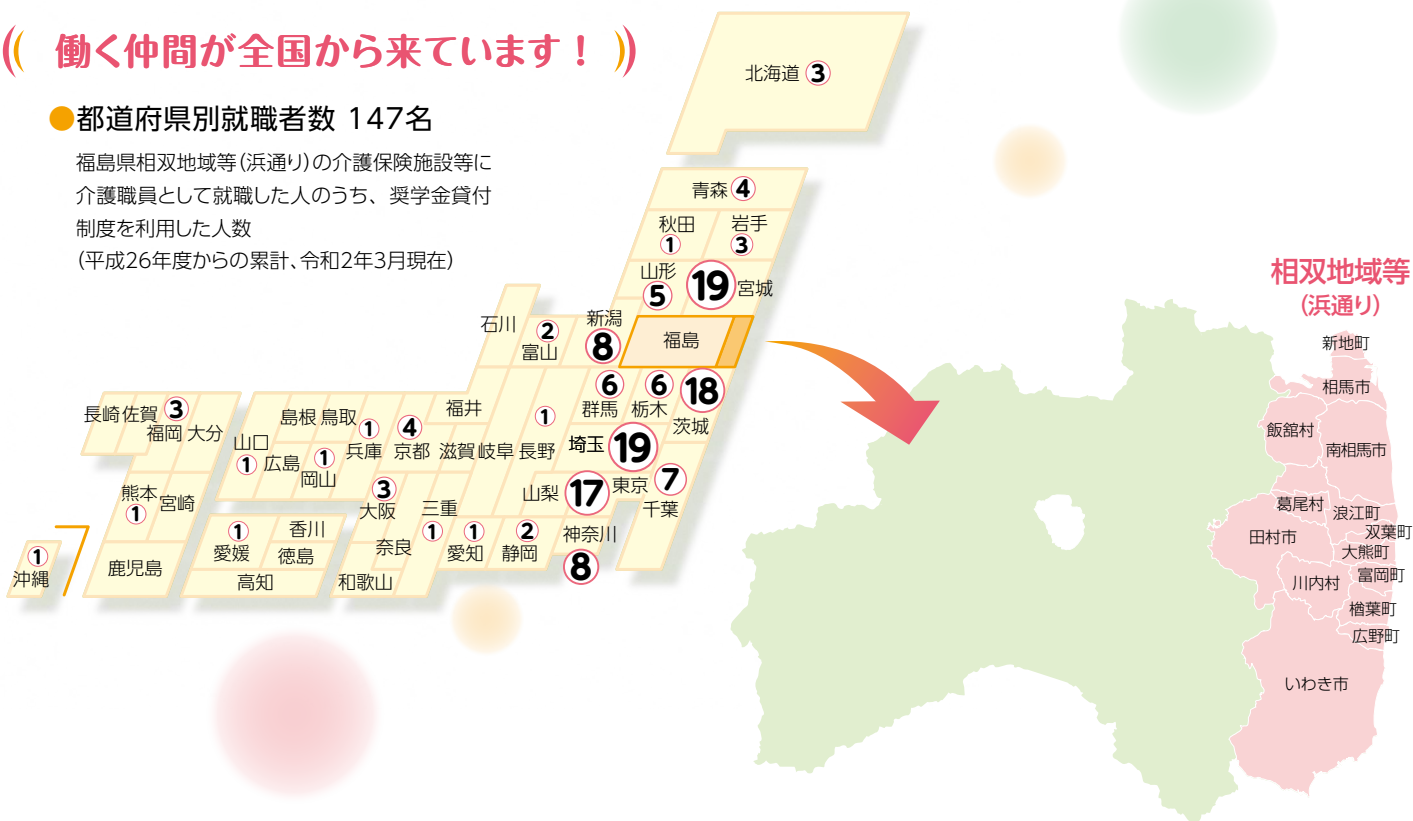 働く仲間が全国から来ています！
●都道府県別就職者数 147名
福島県相双地域等（浜通り）の介護保険施設等に
介護職員として就職した人のうち、奨学金貸付
制度を利用した人数
（平成26年度からの累計、令和2年3月現在）
北海道 3
青森 4
秋田 1
岩手 3
山形 5
19 宮城
石川
2 富山
新潟 8
福島
6 群馬
6 栃木
18 茨城
長崎
佐賀
3 福岡
大分
熊本 1
宮崎
鹿児島
1 沖縄
山口 1
島根
鳥取
広島
1 岡山
1 兵庫
4 京都
福井
滋賀
岐阜
1 長野
埼玉 19
山梨
17 東京
7 千葉
神奈川 8
3 大阪
三重 1
奈良
和歌山
1 愛知
2 静岡
1 愛媛
香川
徳島
高知
相双地域等
（浜通り）
新地町
相馬市
飯舘村
南相馬市
葛尾村
浪江町
双葉町
田村市
大熊町
富岡町
川内村
楢葉町
広野町
いわき市